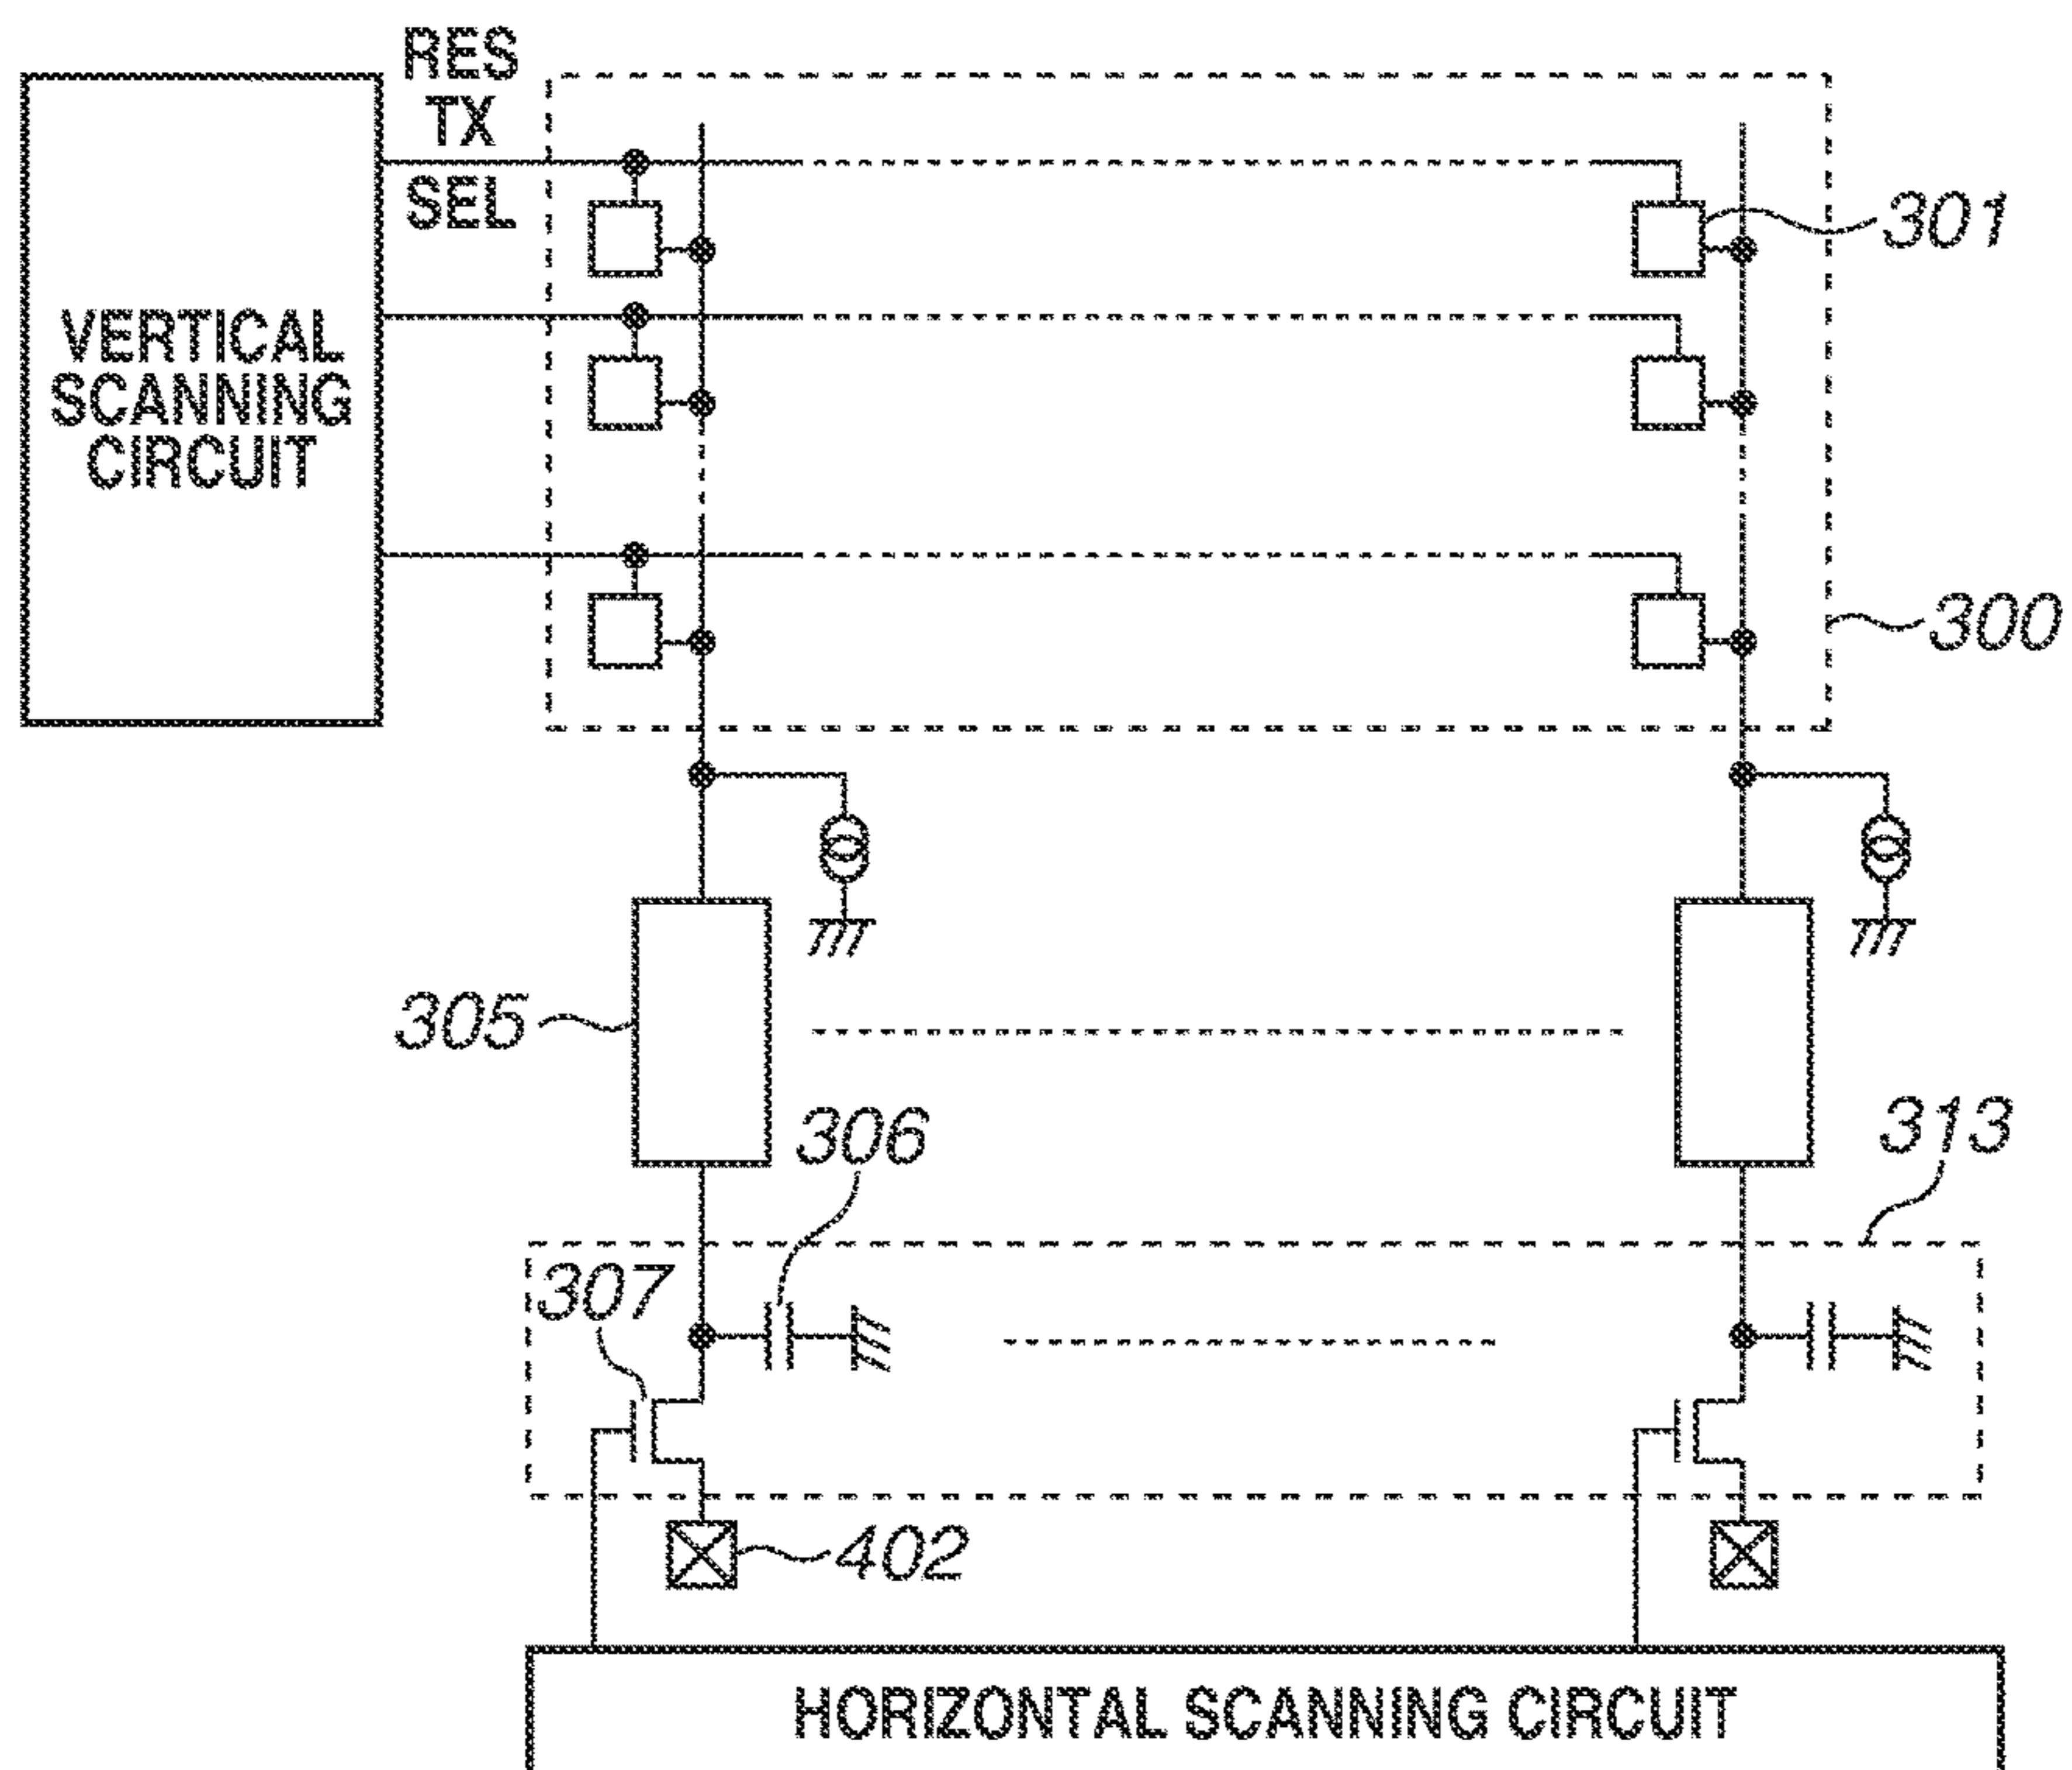 RES
TX
SEL
VERTICAL
SCANNING
CIRCUIT
301
300
305
306
313
307
402
HORIZONTAL SCANNING CIRCUIT